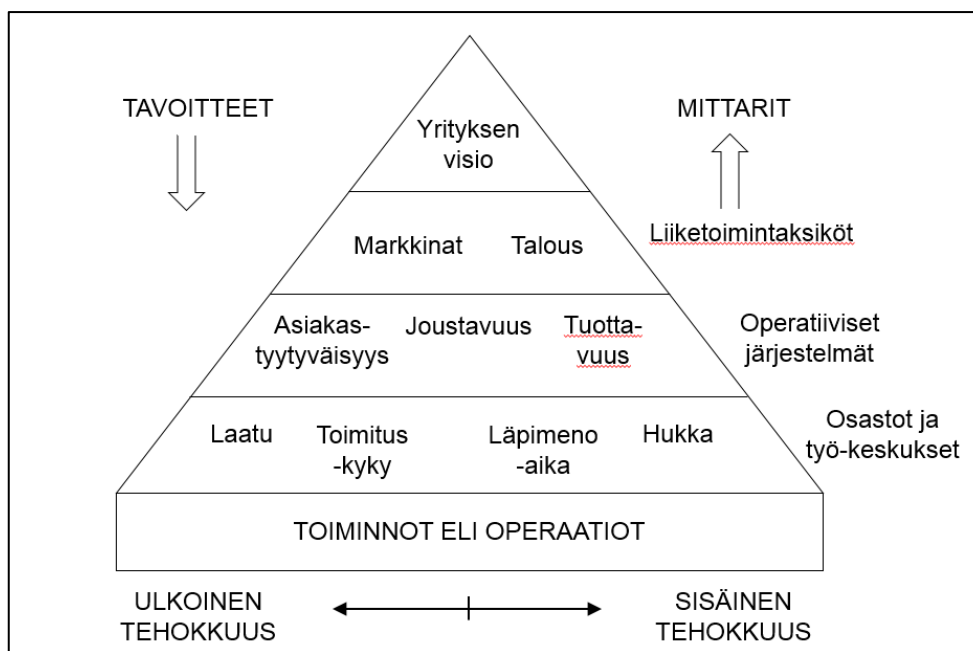 TAVOITTEET
MITTARIT
Yrityksen
visio
Markkinat
Talous
Liiketoimintaksiköt
Asiakas-
tyytyväisyys
Joustavuus
Tuotta-
vuus
Operatiiviset
järjestelmät
Laatu
Toimitus
-kyky
Läpimeno
-aika
Hukka
Osastot ja
työ-keskukset
TOIMINNOT ELI OPERAATIOT
ULKOINEN
TEHOKKUUS
SISÄINEN
TEHOKKUUS